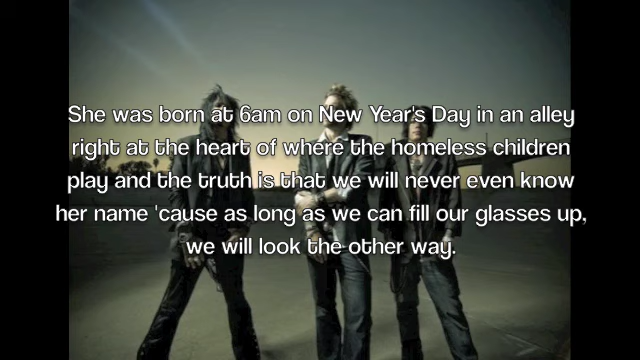 She was born at 6am on New Year's Day in an alley
right at the heart of where the homeless children
play and the truth is that we will never even know
her name 'cause as long as we can fill our glasses up,
we will look the other way.